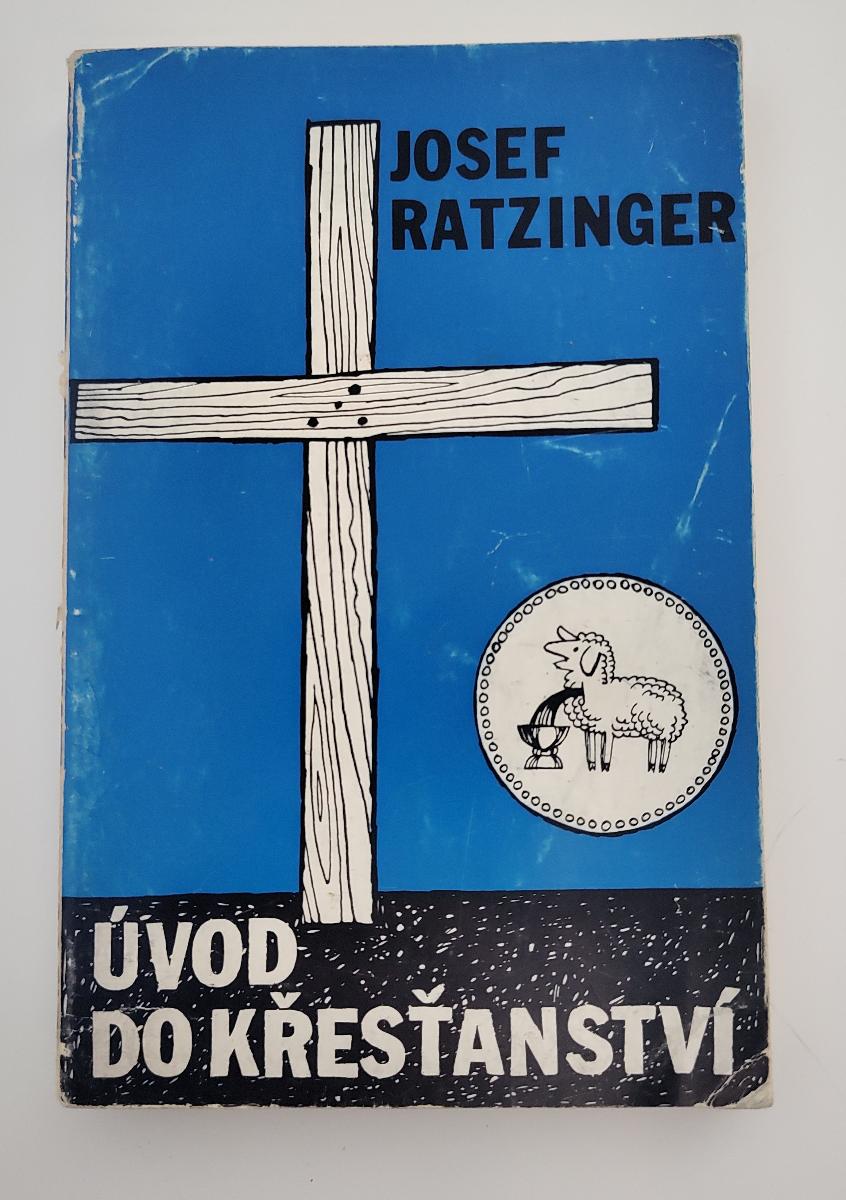 JOSEF
RATZINGER
ÚVOD
DO KŘESŤANSTVÍ